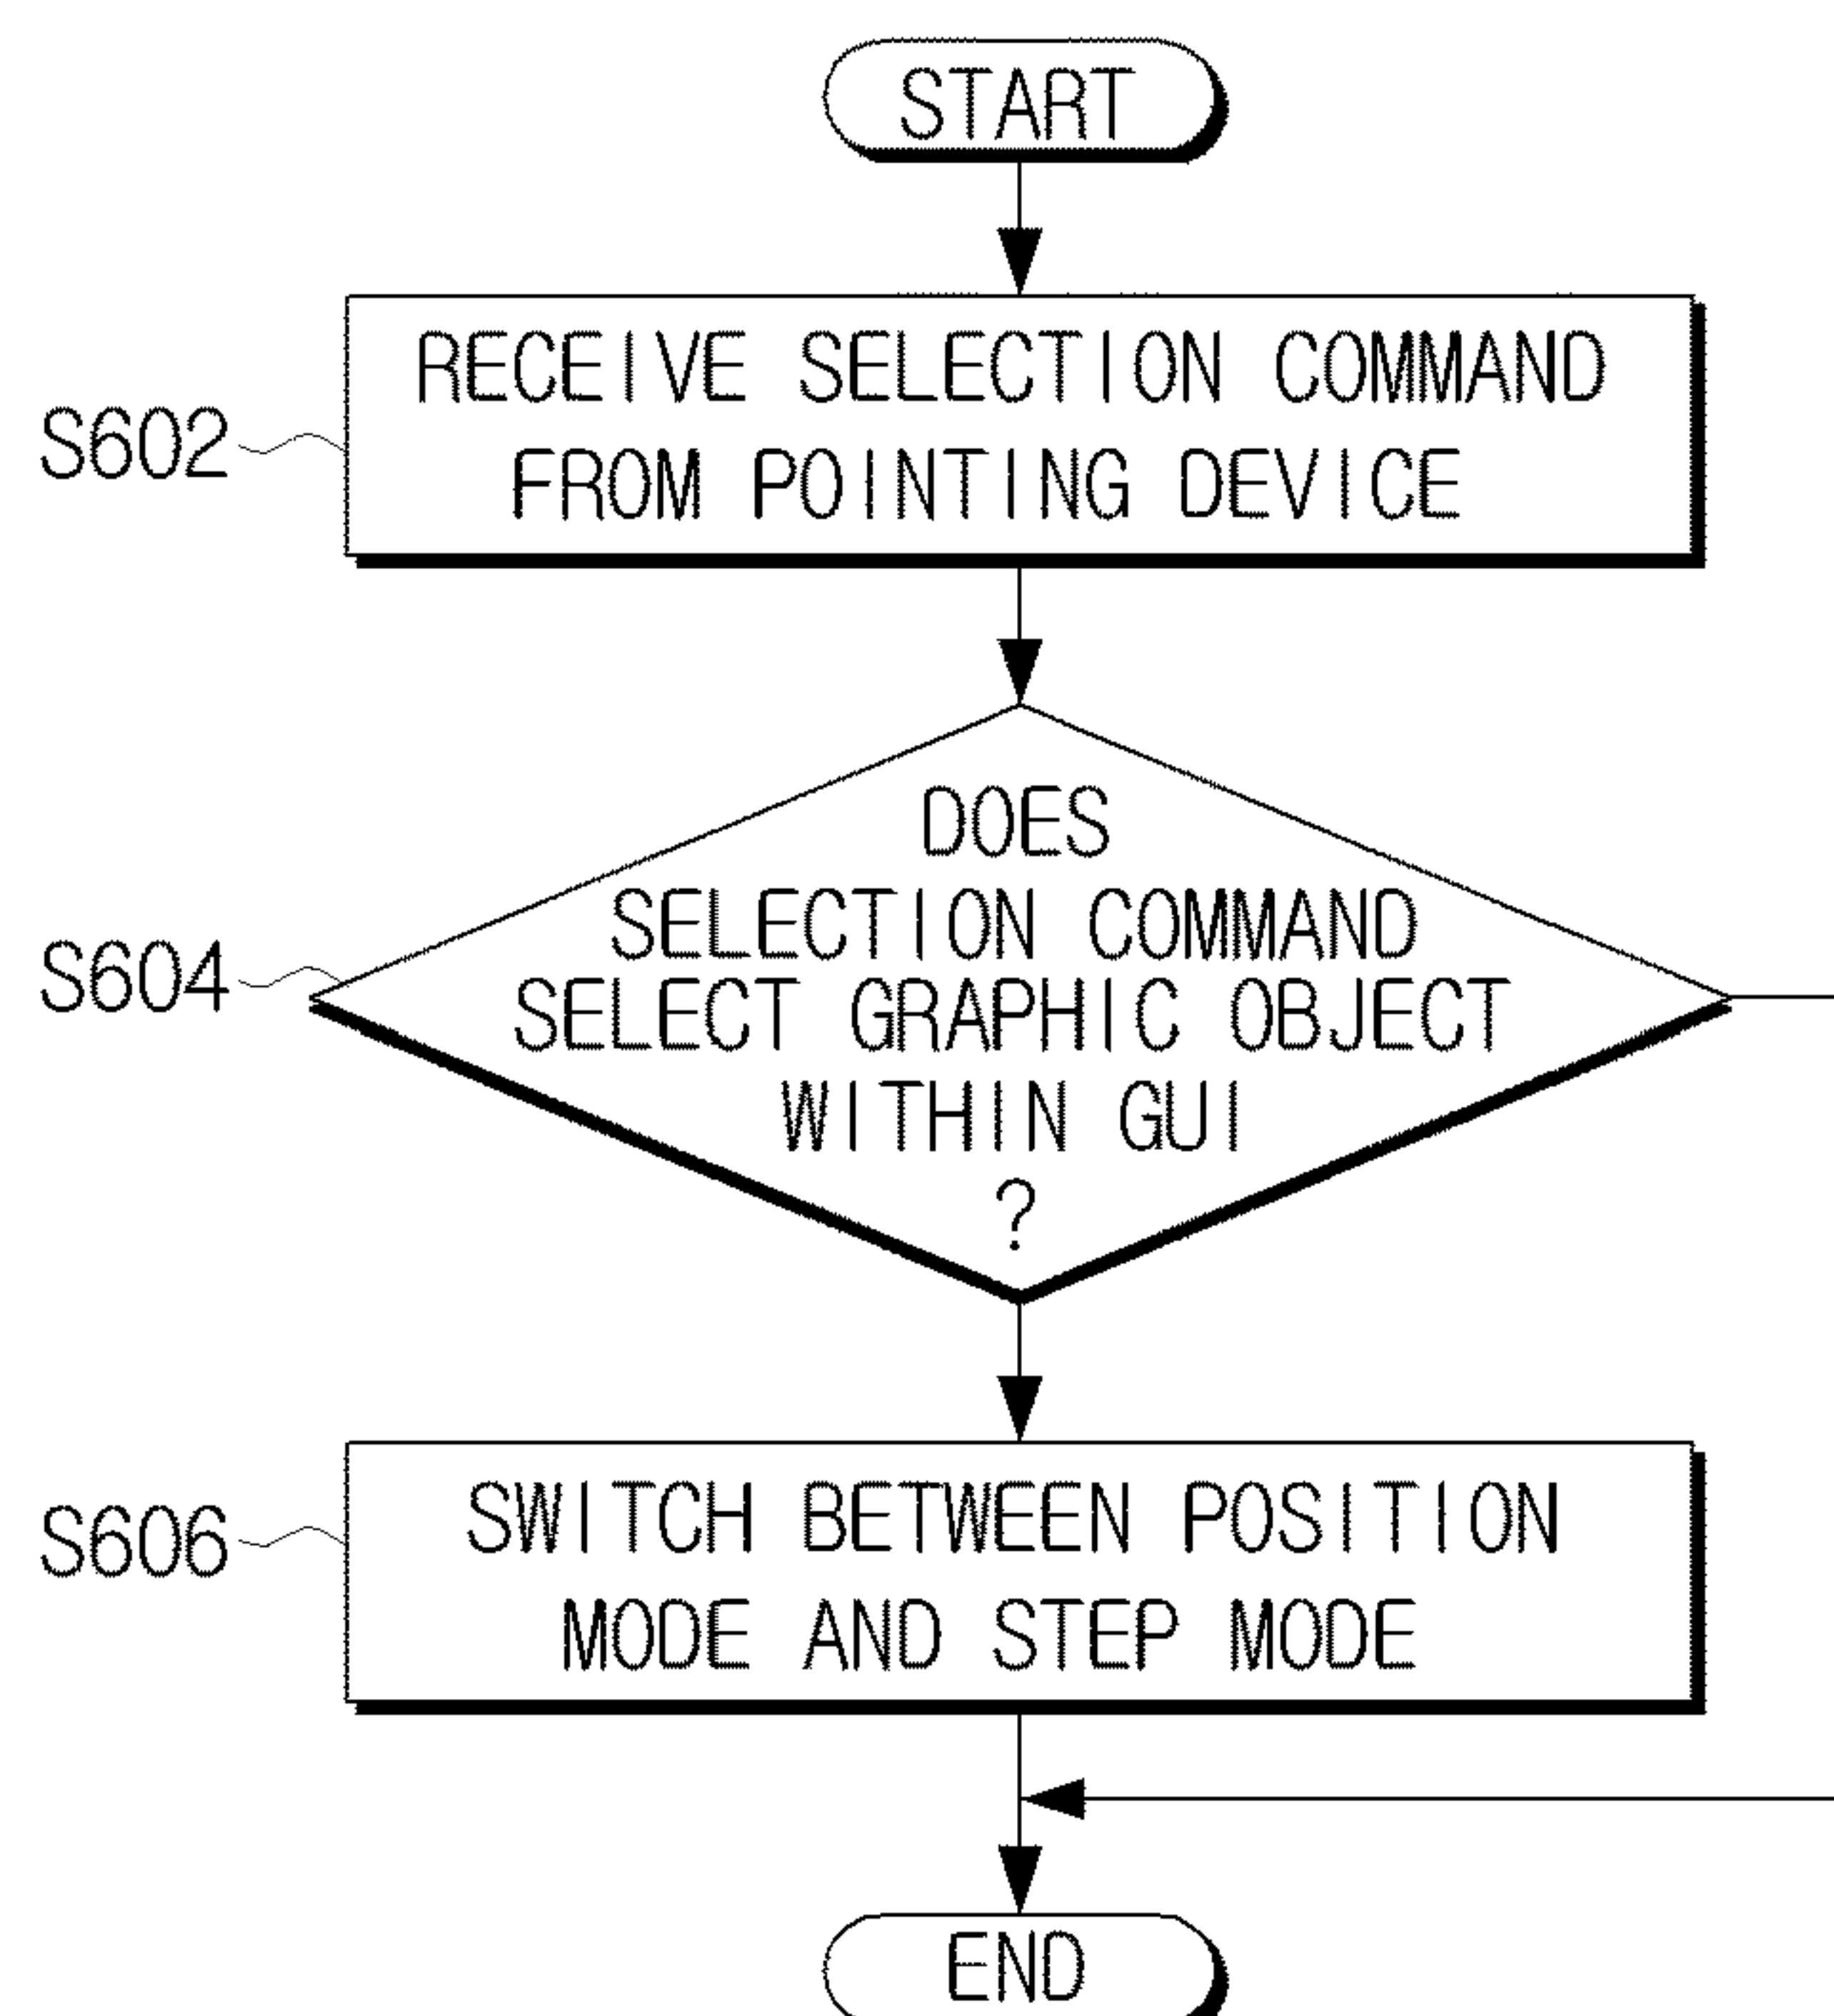 START
RECEIVE SELECTION COMMAND
FROM POINTING DEVICE
S602
DOES
SELECTION COMMAND
SELECT GRAPHIC OBJECT
WITHIN GUI
?
S604
SWITCH BETWEEN POSITION
MODE AND STEP MODE
S606
END